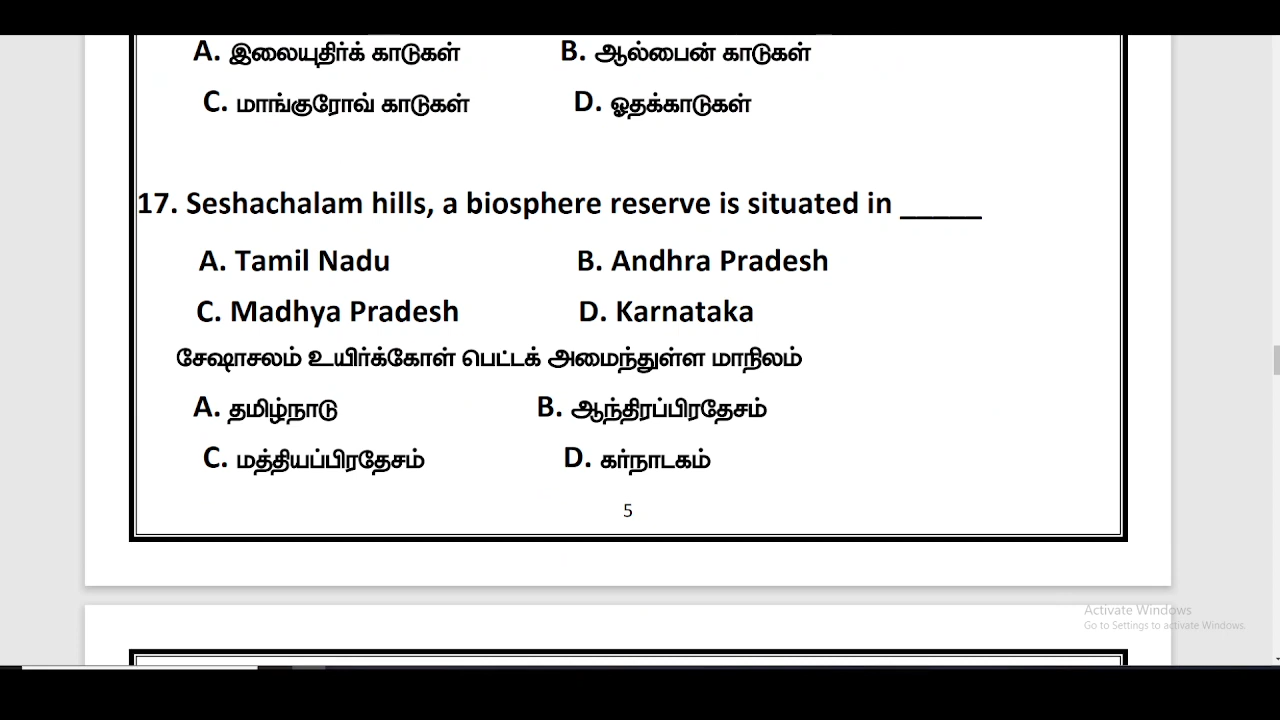 A. இலையுதிர்க் காடுகள் B. ஆல்பைன் காடுகள்
C. மாங்குரோவ் காடுகள் D. ஓதக்காடுகள்
17. Seshachalam hills, a biosphere reserve is situated in _____
A. Tamil Nadu B. Andhra Pradesh
C. Madhya Pradesh D. Karnataka
சேஷாசலம் உயிர்க்கோள் பெட்டக் அமைந்துள்ள மாநிலம்
A. தமிழ்நாடு B. ஆந்திரப்பிரதேசம்
C. மத்தியப்பிரதேசம் D. கர்நாடகம்
5
Activate Windows
Go to Settings to activate Windows.